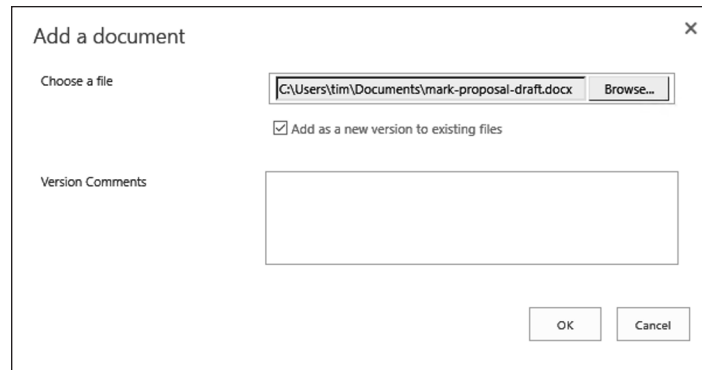 Add a document
Choose a file
C:\Users\tim\Documents\mark-proposal-draft.docx Browse...
Add as a new version to existing files
Version Comments
OK Cancel